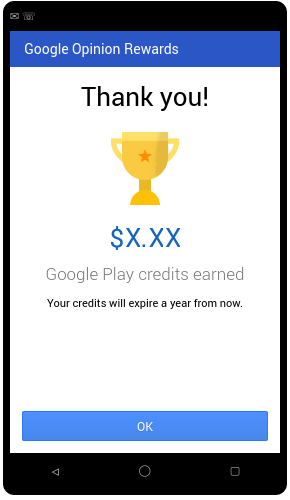 Google Opinion Rewards
Thank you!
$X.XX
Google Play credits earned
Your credits will expire a year from now.
OK